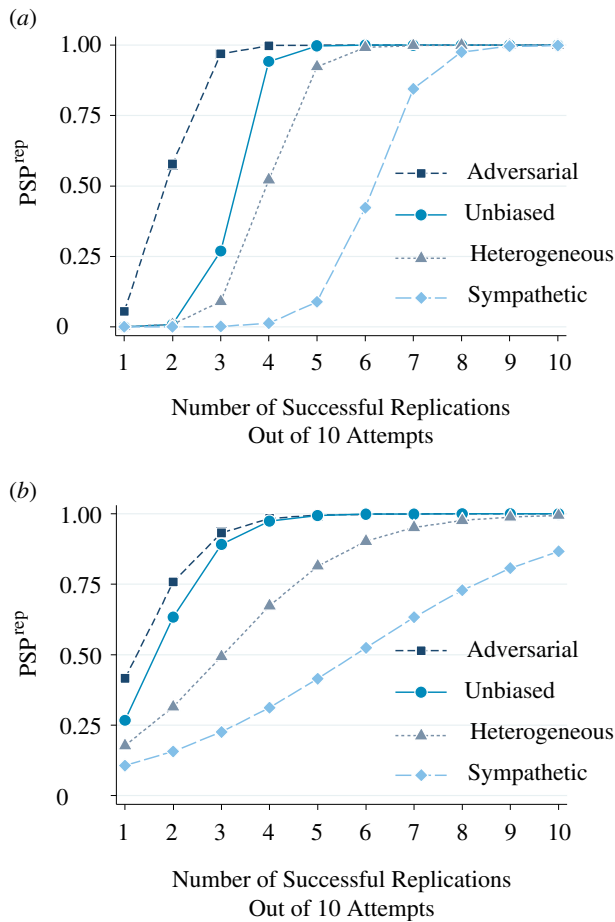 (a)
1.00
0.75
0.50
0.25
0
PSP^rep
Adversarial
Unbiased
Heterogeneous
Sympathetic
1 2 3 4 5 6 7 8 9 10
Number of Successful Replications
Out of 10 Attempts
(b)
1.00
0.75
0.50
0.25
0
PSP^rep
Adversarial
Unbiased
Heterogeneous
Sympathetic
1 2 3 4 5 6 7 8 9 10
Number of Successful Replications
Out of 10 Attempts